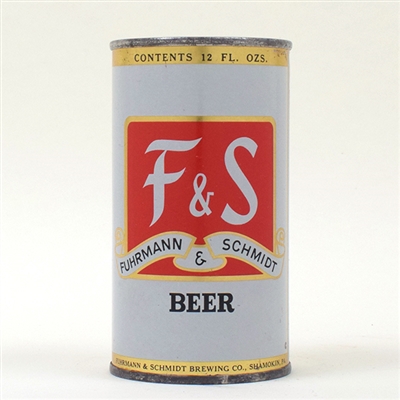 CONTENTS 12 FL. OZS.
F & S
FUHRMANN & SCHMIDT
BEER
FUHRMANN & SCHMIDT BREWING CO., SHAMOKIN, PA.